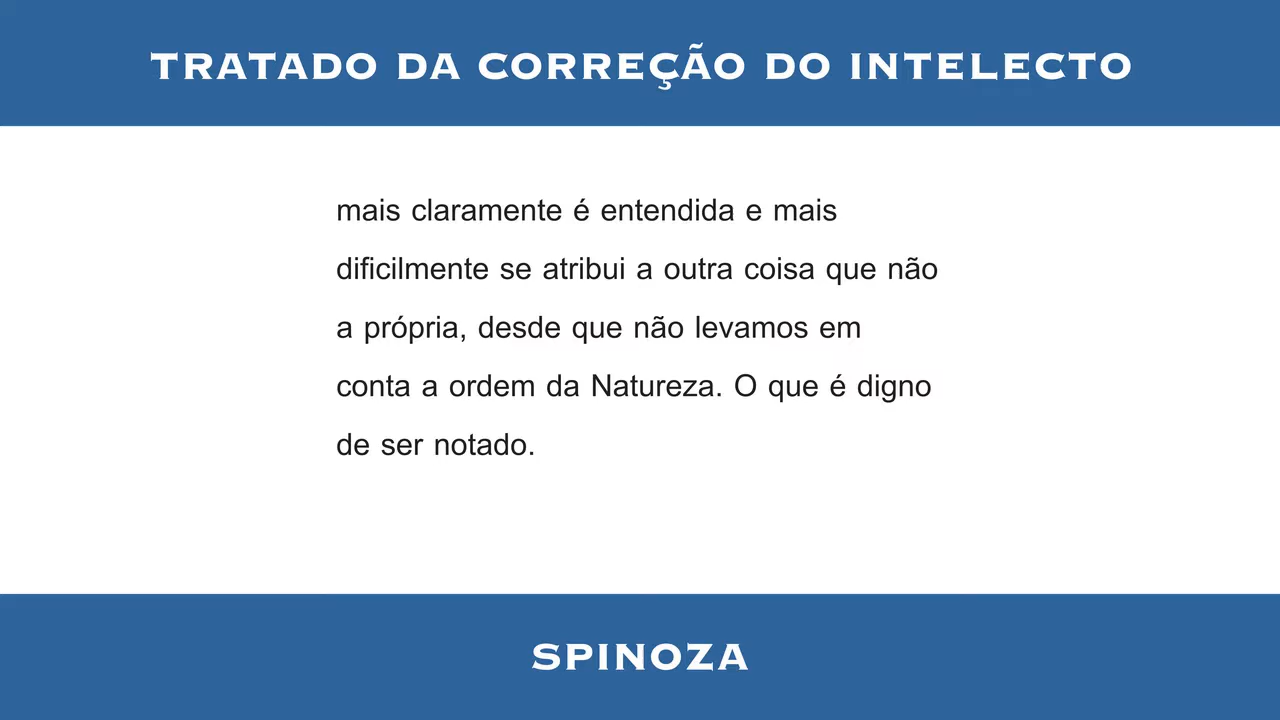 TRATADO DA CORREÇÃO DO INTELECTO
mais claramente é entendida e mais
dificilmente se atribui a outra coisa que não
a própria, desde que não levamos em
conta a ordem da Natureza. O que é digno
de ser notado.
SPINOZA